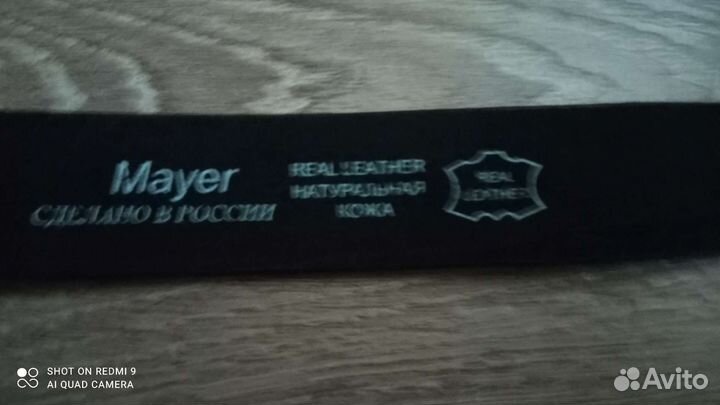 Mayer
СДЕЛАНО В РОССИИ
REAL LEATHER
НАТУРАЛЬНАЯ
КОЖА
REAL
LEATHER
SHOT ON REDMI 9
AI QUAD CAMERA
Avito